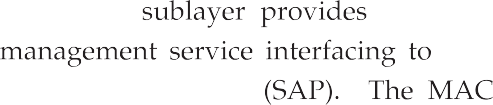 sublayer provides
management service interfacing to
(SAP). The MAC